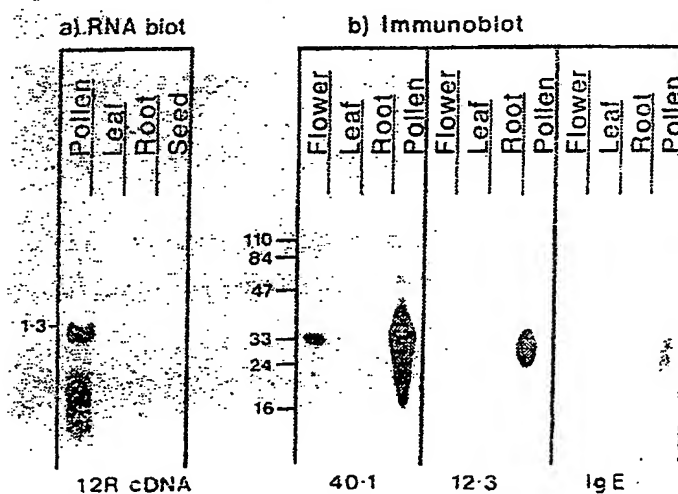 a) RNA blot
b) Immunoblot
Pollen
Leaf
Root
Seed
Flower
Leaf
Root
Pollen
Flower
Leaf
Root
Pollen
Flower
Leaf
Root
Pollen
1·3
110
84
47
33
24
16
12R cDNA
40·1
12·3
IgE